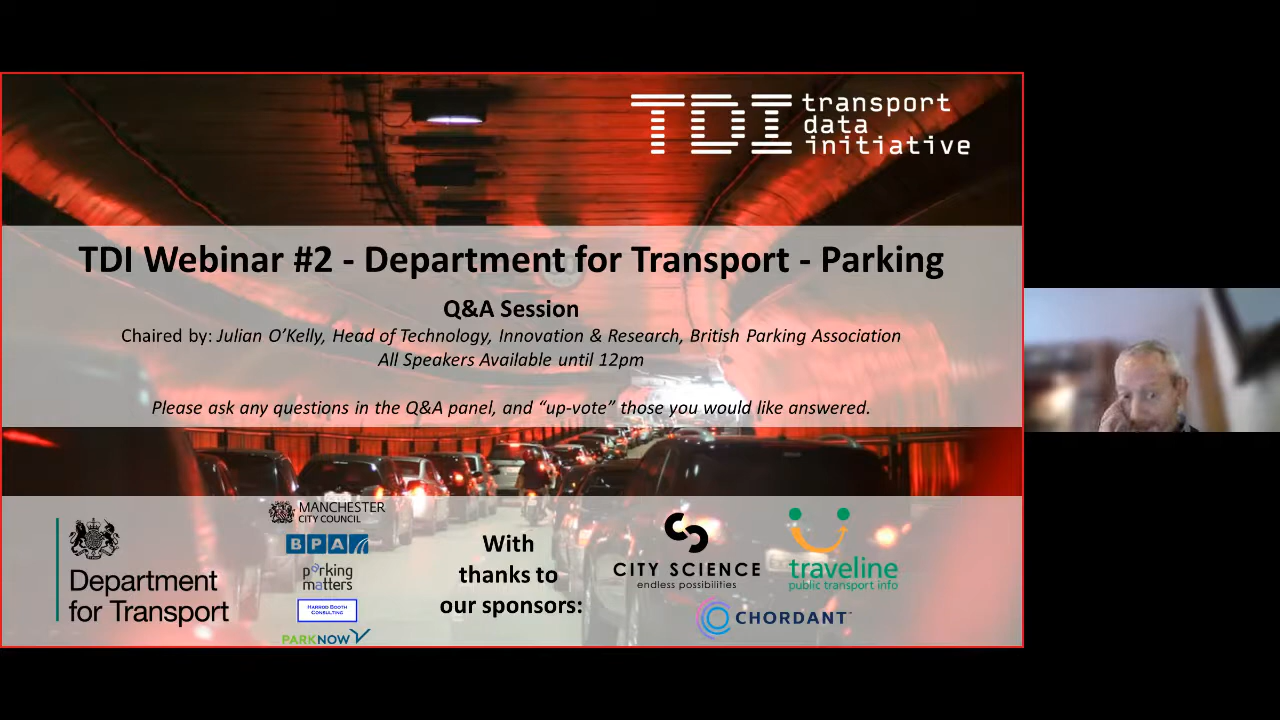 TDI transport
data
initiative
TDI Webinar #2 - Department for Transport - Parking
Q&A Session
Chaired by: Julian O’Kelly, Head of Technology, Innovation & Research, British Parking Association
All Speakers Available until 12pm
Please ask any questions in the Q&A panel, and “up-vote” those you would like answered.
Department
for Transport
MANCHESTER
CITY COUNCIL
BPA
parking
matters
HARROD BOOTH
CONSULTING
PARKNOW
With
thanks to
our sponsors:
CITY SCIENCE
endless possibilities
traveline
public transport info
CHORDANT